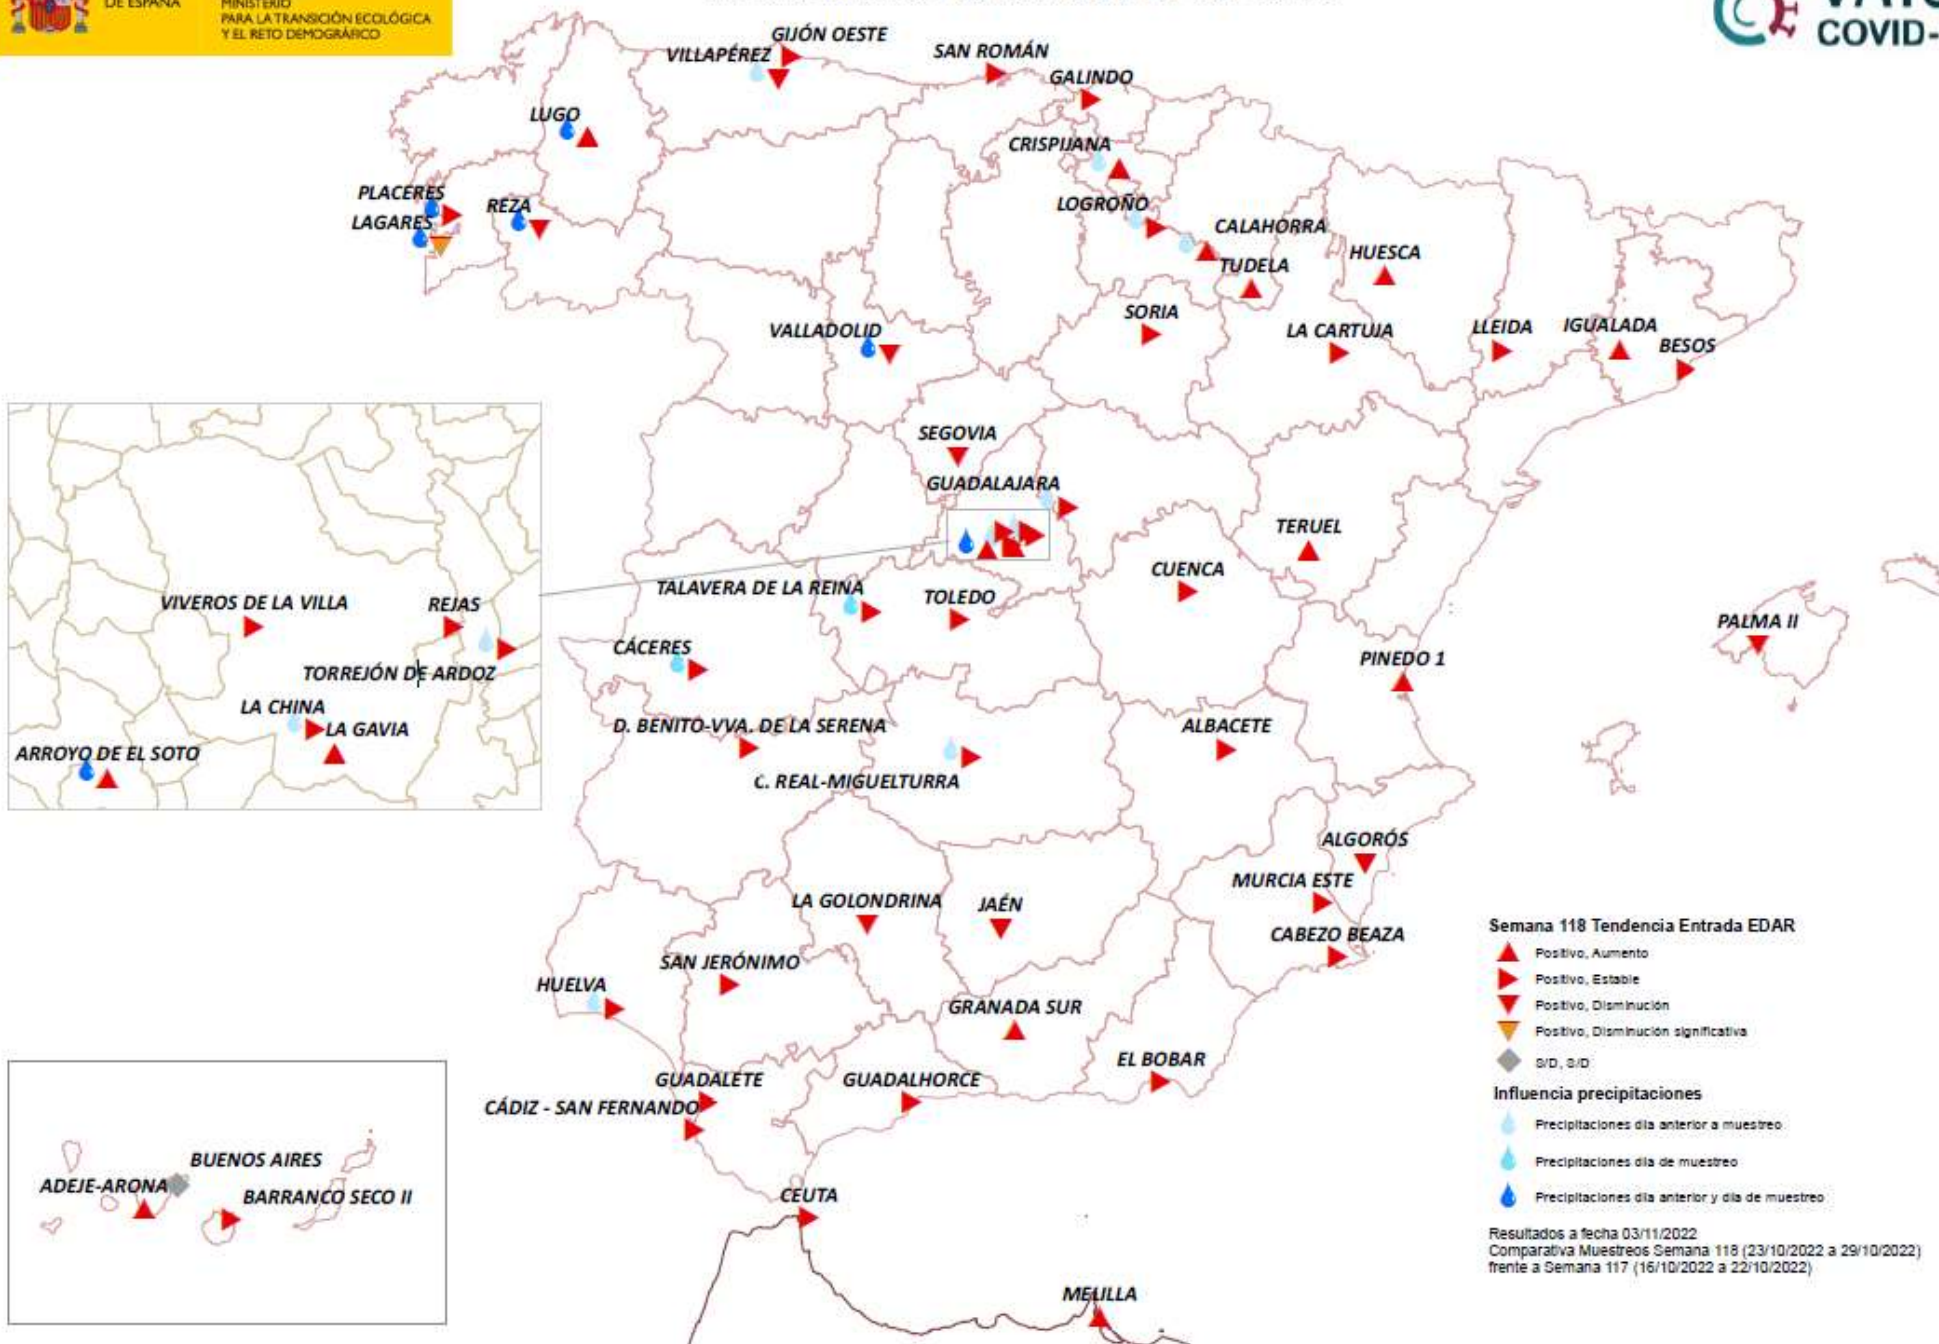 DE ESPAÑA
MINISTERIO
PARA LA TRANSICIÓN ECOLÓGICA
Y EL RETO DEMOGRÁFICO
COVID-
GIJÓN OESTE
VILLAPÉREZ
SAN ROMÁN
GALINDO
LUGO
CRISPIJANA
PLACERES
REZA
LOGROÑO
LAGARES
CALAHORRA
HUESCA
TUDELA
SORIA
VALLADOLID
LA CARTUJA
LLEIDA
IGUALADA
BESOS
SEGOVIA
GUADALAJARA
TERUEL
CUENCA
TALAVERA DE LA REINA
TOLEDO
VIVEROS DE LA VILLA
REJAS
TORREJÓN DE ARDOZ
LA CHINA
LA GAVIA
ARROYO DE EL SOTO
PALMA II
CÁCERES
PINEDO 1
D. BENITO-VVA. DE LA SERENA
ALBACETE
C. REAL-MIGUELTURRA
ALGORÓS
MURCIA ESTE
LA GOLONDRINA
JAÉN
CABEZO BEAZA
SAN JERÓNIMO
HUELVA
GRANADA SUR
EL BOBAR
GUADALETE
GUADALHORCE
CÁDIZ - SAN FERNANDO
BUENOS AIRES
ADEJE-ARONA
BARRANCO SECO II
CEUTA
MELILLA
Semana 118 Tendencia Entrada EDAR
Positivo, Aumento
Positivo, Estable
Positivo, Disminución
Positivo, Disminución significativa
S/D, S/D
Influencia precipitaciones
Precipitaciones día anterior a muestreo
Precipitaciones día de muestreo
Precipitaciones día anterior y día de muestreo
Resultados a fecha 03/11/2022
Comparativa Muestreos Semana 118 (23/10/2022 a 29/10/2022)
frente a Semana 117 (16/10/2022 a 22/10/2022)